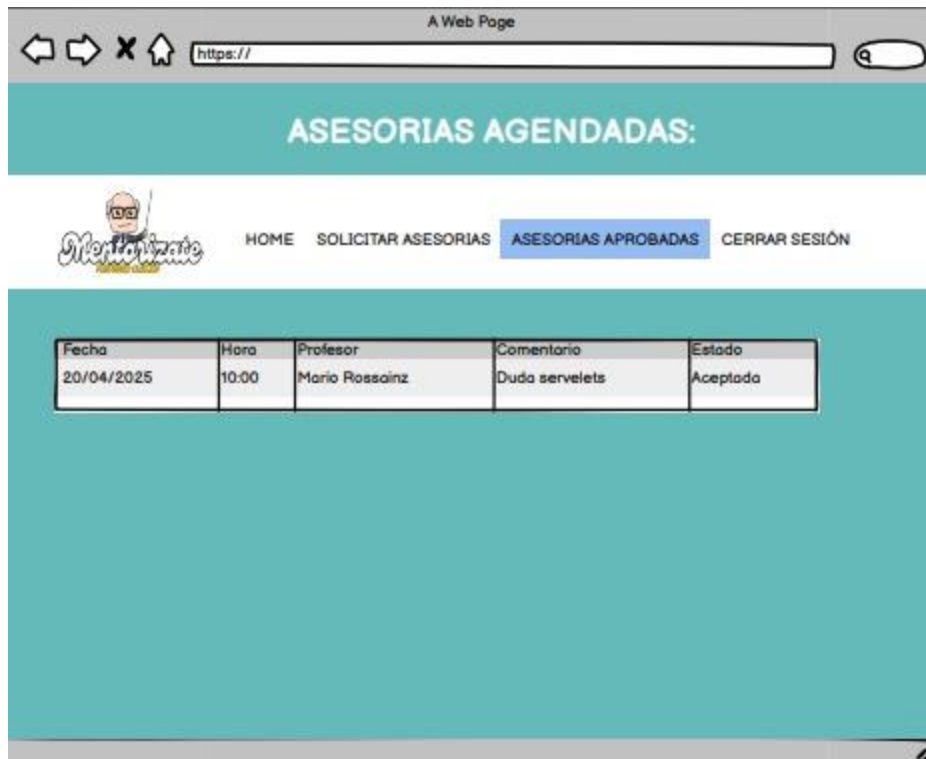 A Web Page
https://
ASESORIAS AGENDADAS:
Mentorizate
HOME SOLICITAR ASESORIAS ASESORIAS APROBADAS CERRAR SESIÓN
Fecha Hora Profesor Comentario Estado
20/04/2025 10:00 Mario Rossainz Duda servelets Aceptada